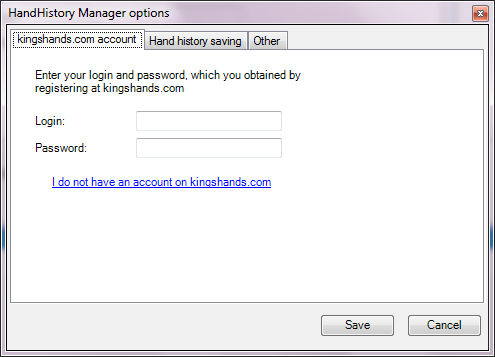 HandHistory Manager options
kingshands.com account Hand history saving Other
Enter your login and password, which you obtained by
registering at kingshands.com
Login:
Password:
I do not have an account on kingshands.com
Save Cancel